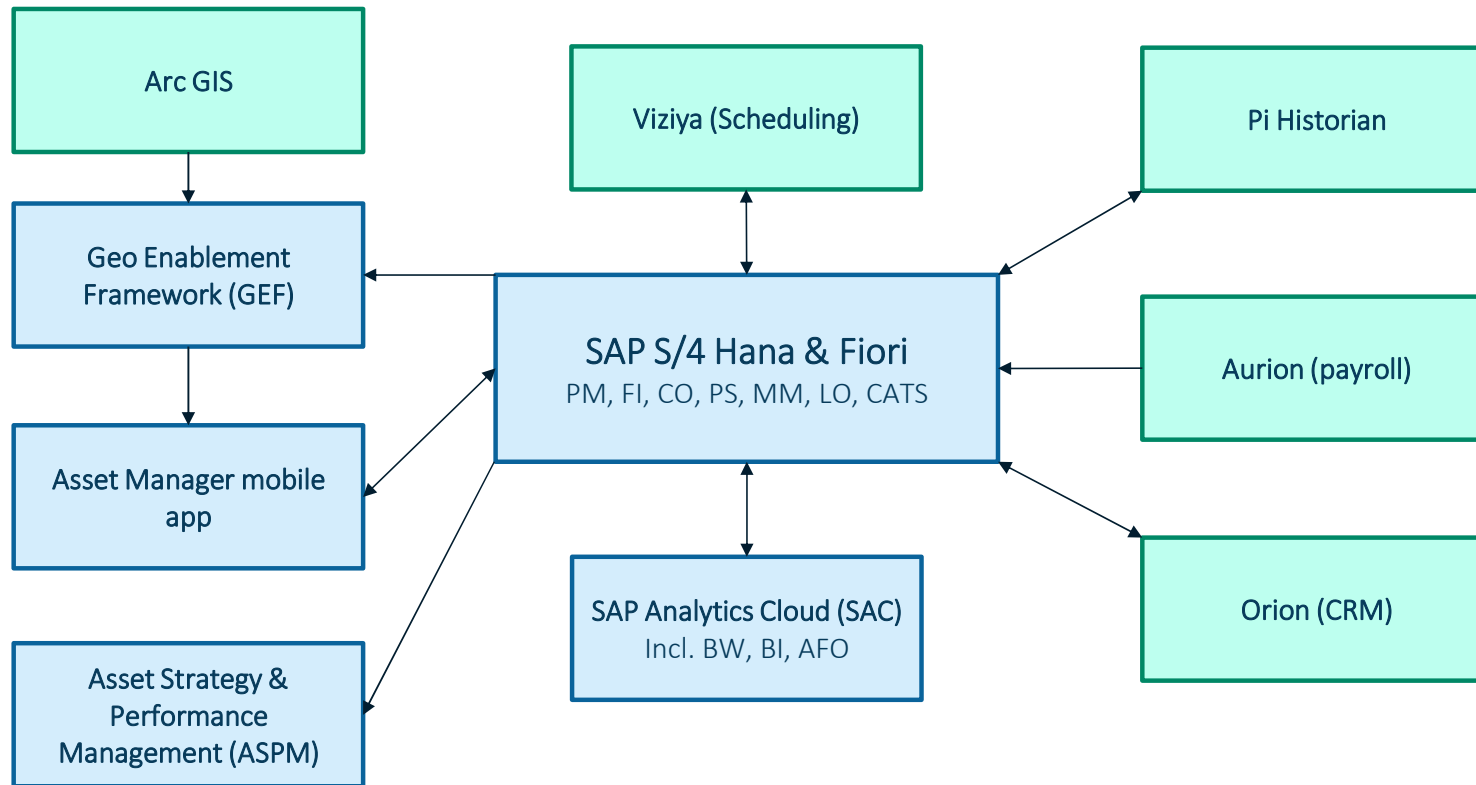 Arc GIS
Viziya (Scheduling)
Pi Historian
Geo Enablement
Framework (GEF)
SAP S/4 Hana & Fiori
PM, FI, CO, PS, MM, LO, CATS
Aurion (payroll)
Asset Manager mobile
app
SAP Analytics Cloud (SAC)
Incl. BW, BI, AFO
Orion (CRM)
Asset Strategy &
Performance
Management (ASPM)